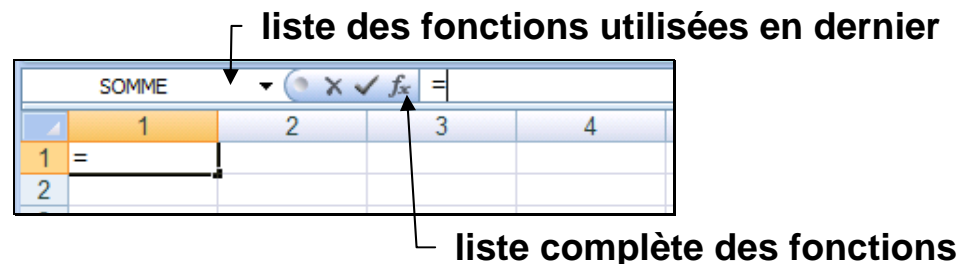 liste des fonctions utilisées en dernier
SOMME fx =
1 2 3 4
1 =
2
liste complète des fonctions